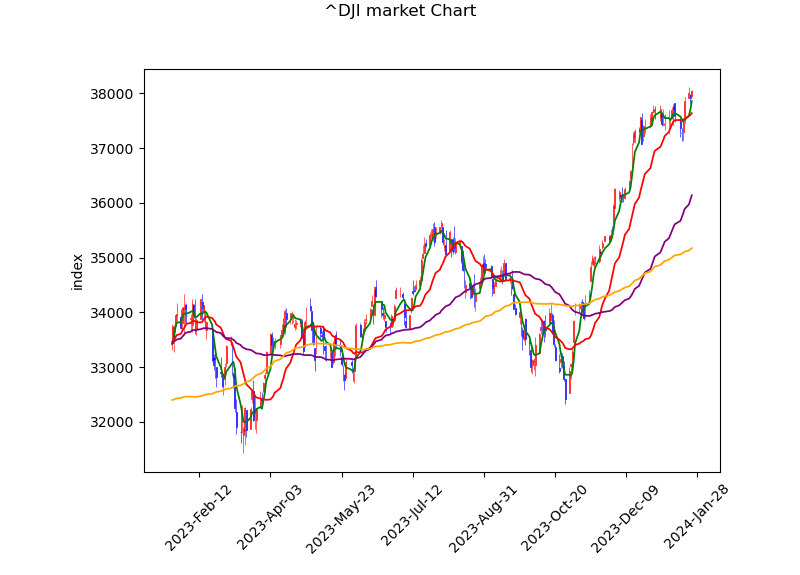 ^DJI market Chart
38000
37000
36000
35000
34000
33000
32000
index
2023-Feb-12
2023-Apr-03
2023-May-23
2023-Jul-12
2023-Aug-31
2023-Oct-20
2023-Dec-09
2024-Jan-28